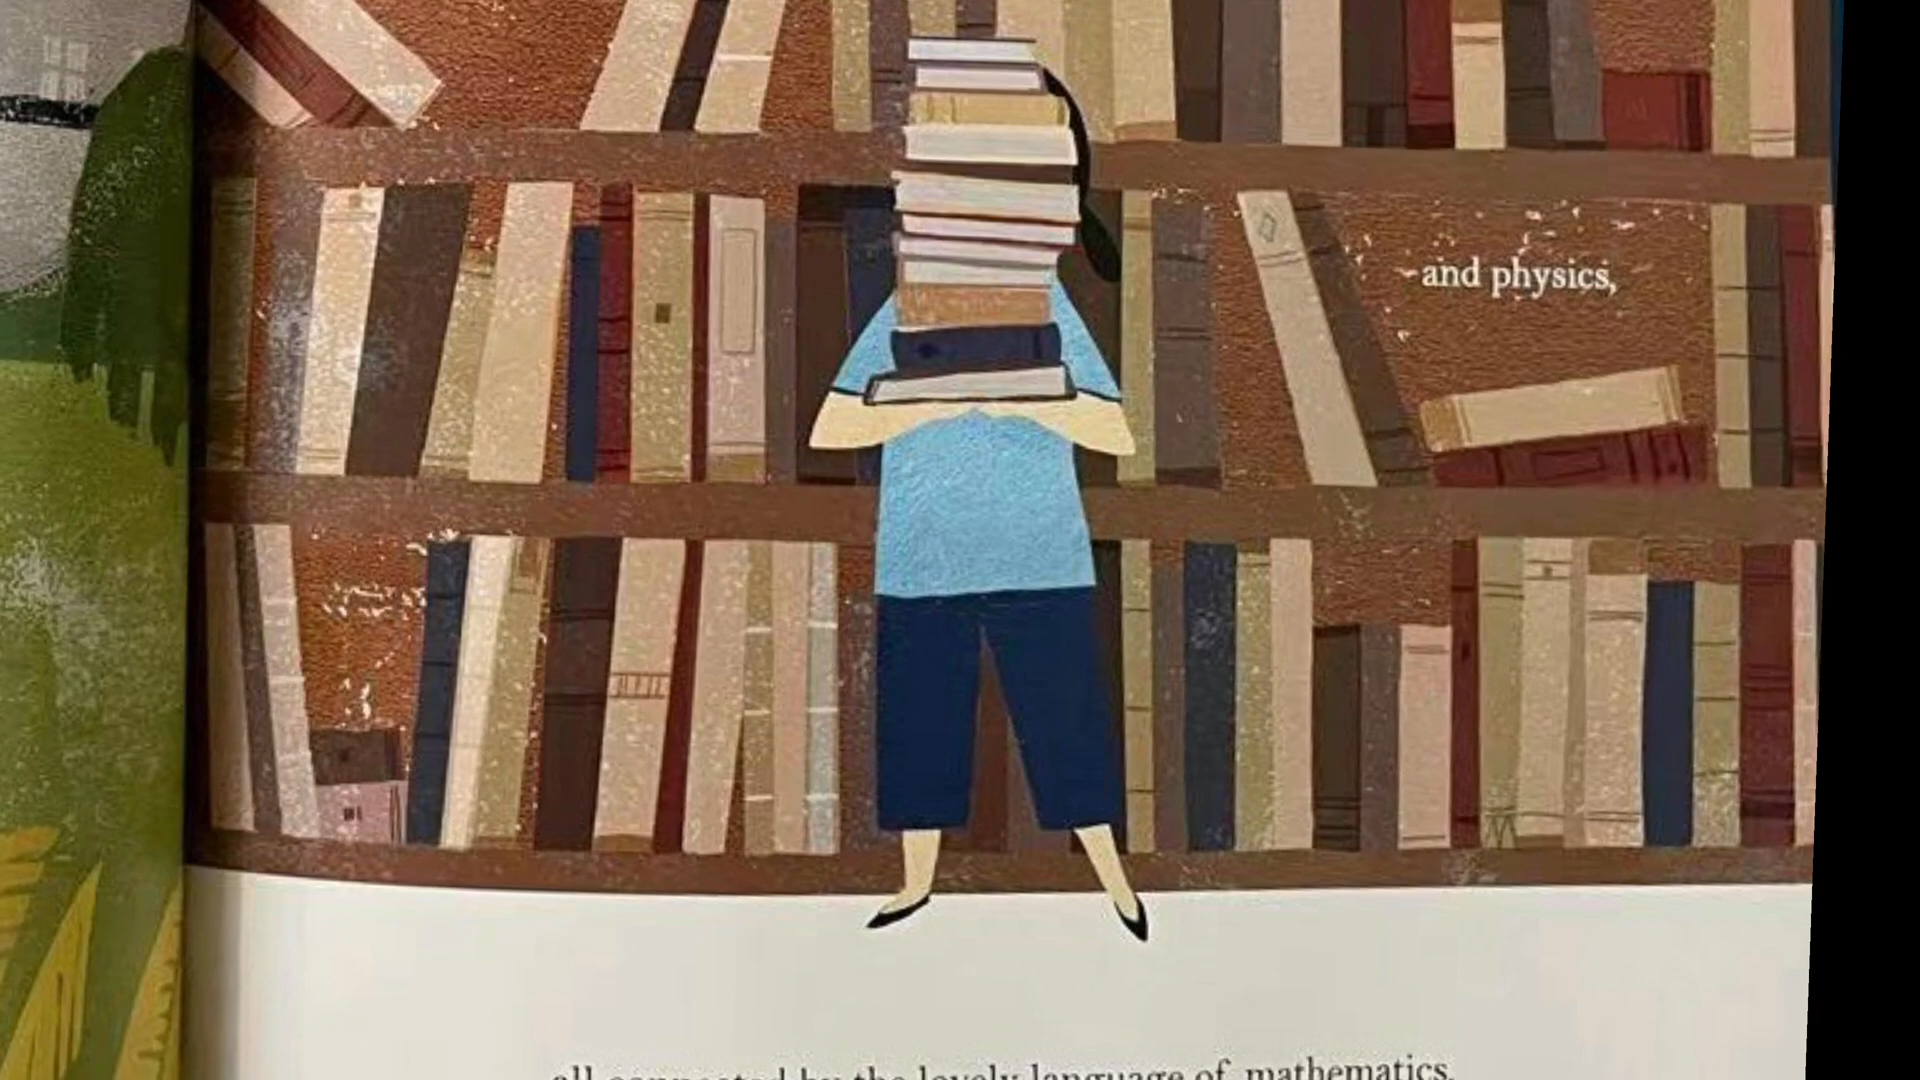 and physics,
all connected by the lovely language of mathematics.